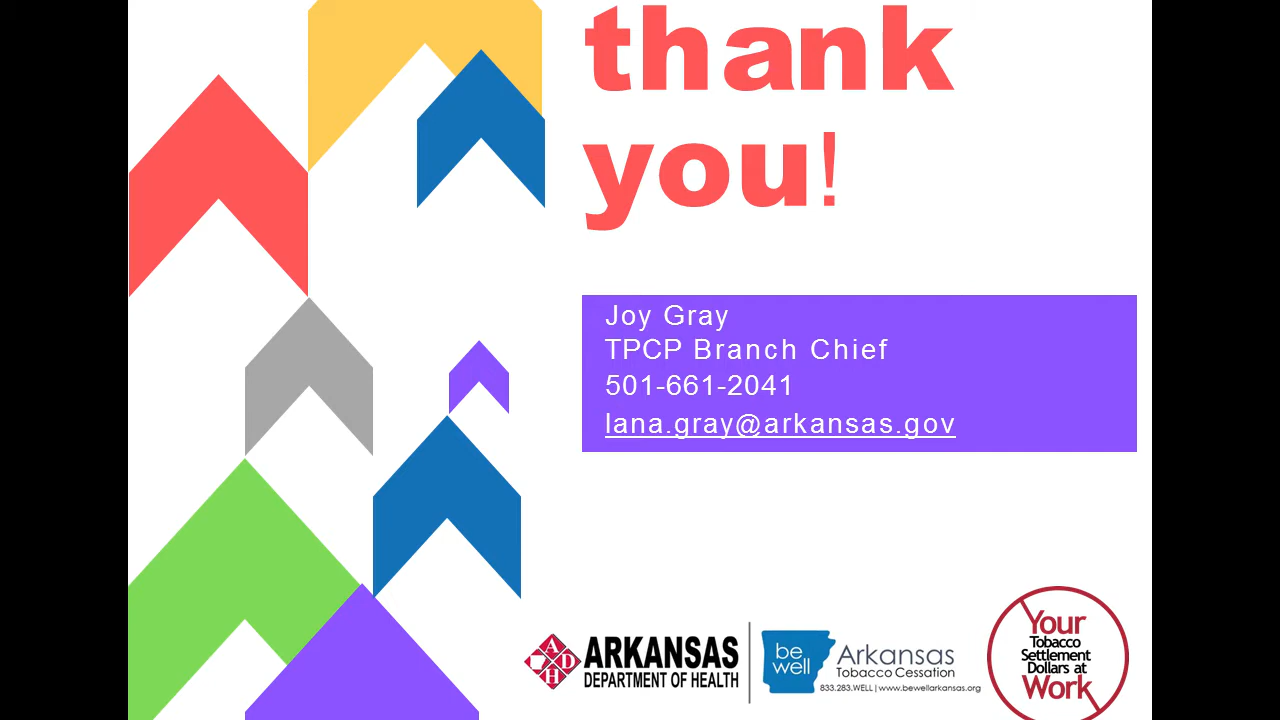 thank
you!
Joy Gray
TPCP Branch Chief
501-661-2041
lana.gray@arkansas.gov
ADH
ARKANSAS
DEPARTMENT OF HEALTH
be
well
Arkansas
Tobacco Cessation
833.283.WELL | www.bewellarkansas.org
Your
Tobacco
Settlement
Dollars at
Work